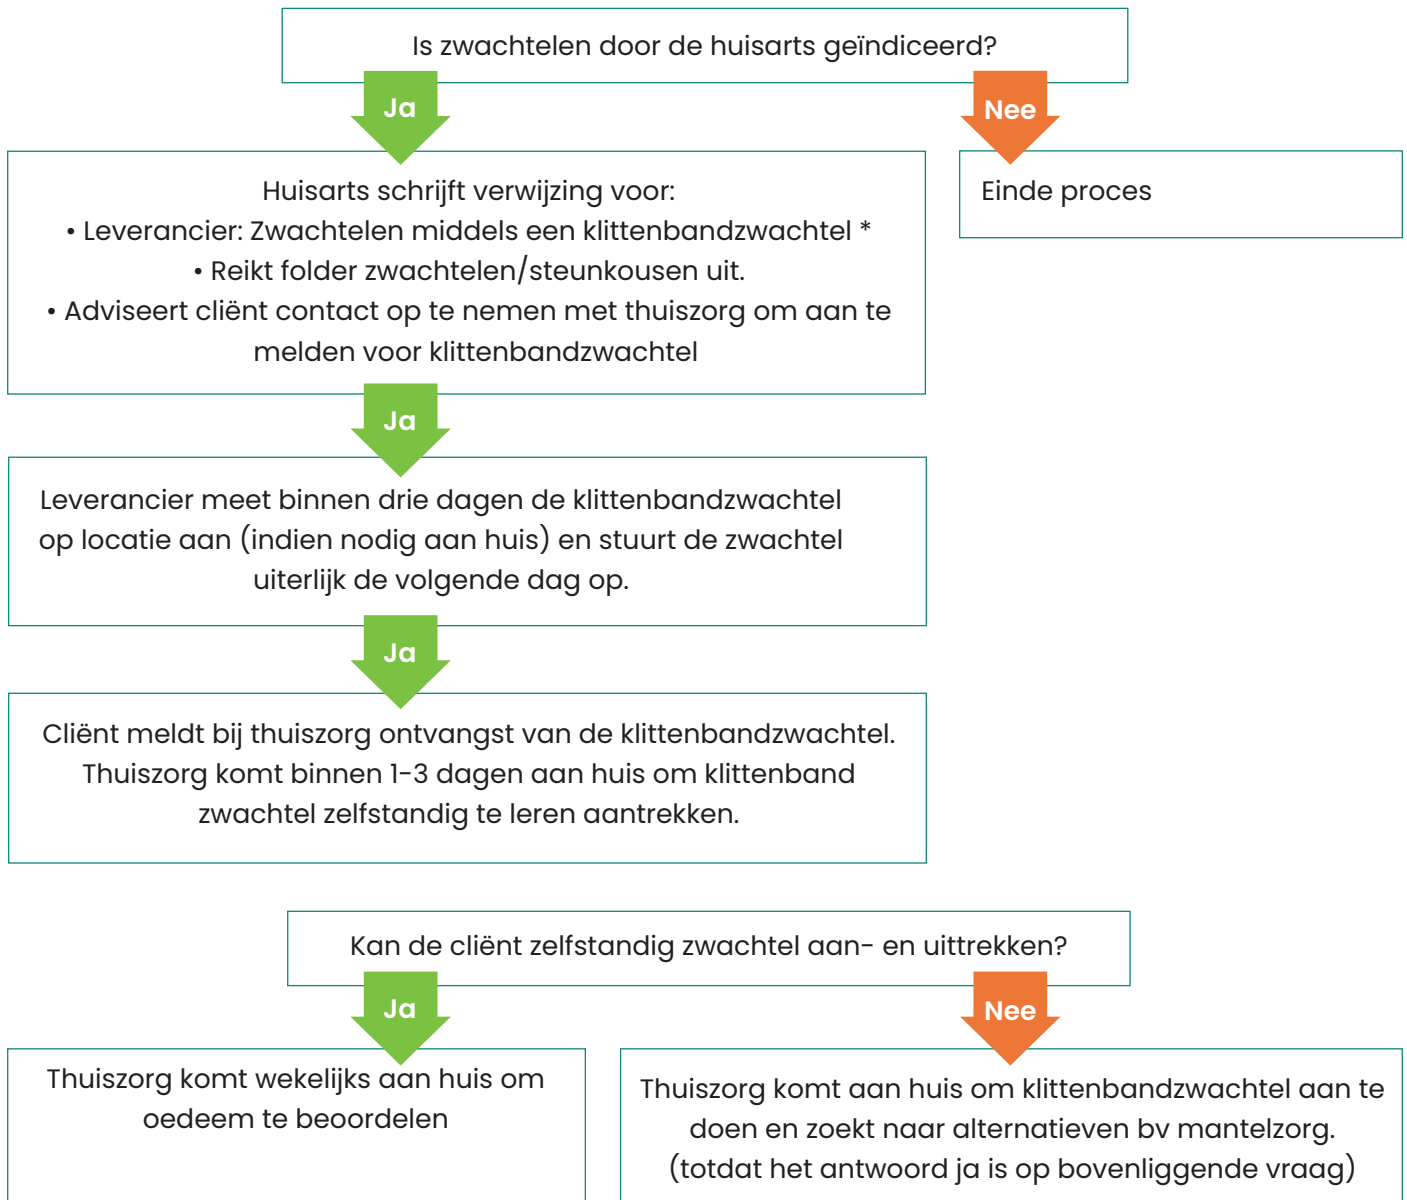 Is zwachtelen door de huisarts geïndiceerd?
Ja
Nee
Huisarts schrijft verwijzing voor:
• Leverancier: Zwachtelen middels een klittenbandzwachtel *
• Reikt folder zwachtelen/steunkousen uit.
• Adviseert cliënt contact op te nemen met thuiszorg om aan te
melden voor klittenbandzwachtel
Einde proces
Ja
Leverancier meet binnen drie dagen de klittenbandzwachtel
op locatie aan (indien nodig aan huis) en stuurt de zwachtel
uiterlijk de volgende dag op.
Ja
Cliënt meldt bij thuiszorg ontvangst van de klittenbandzwachtel.
Thuiszorg komt binnen 1-3 dagen aan huis om klittenband
zwachtel zelfstandig te leren aantrekken.
Kan de cliënt zelfstandig zwachtel aan- en uittrekken?
Ja
Nee
Thuiszorg komt wekelijks aan huis om
oedeem te beoordelen
Thuiszorg komt aan huis om klittenbandzwachtel aan te
doen en zoekt naar alternatieven bv mantelzorg.
(totdat het antwoord ja is op bovenliggende vraag)